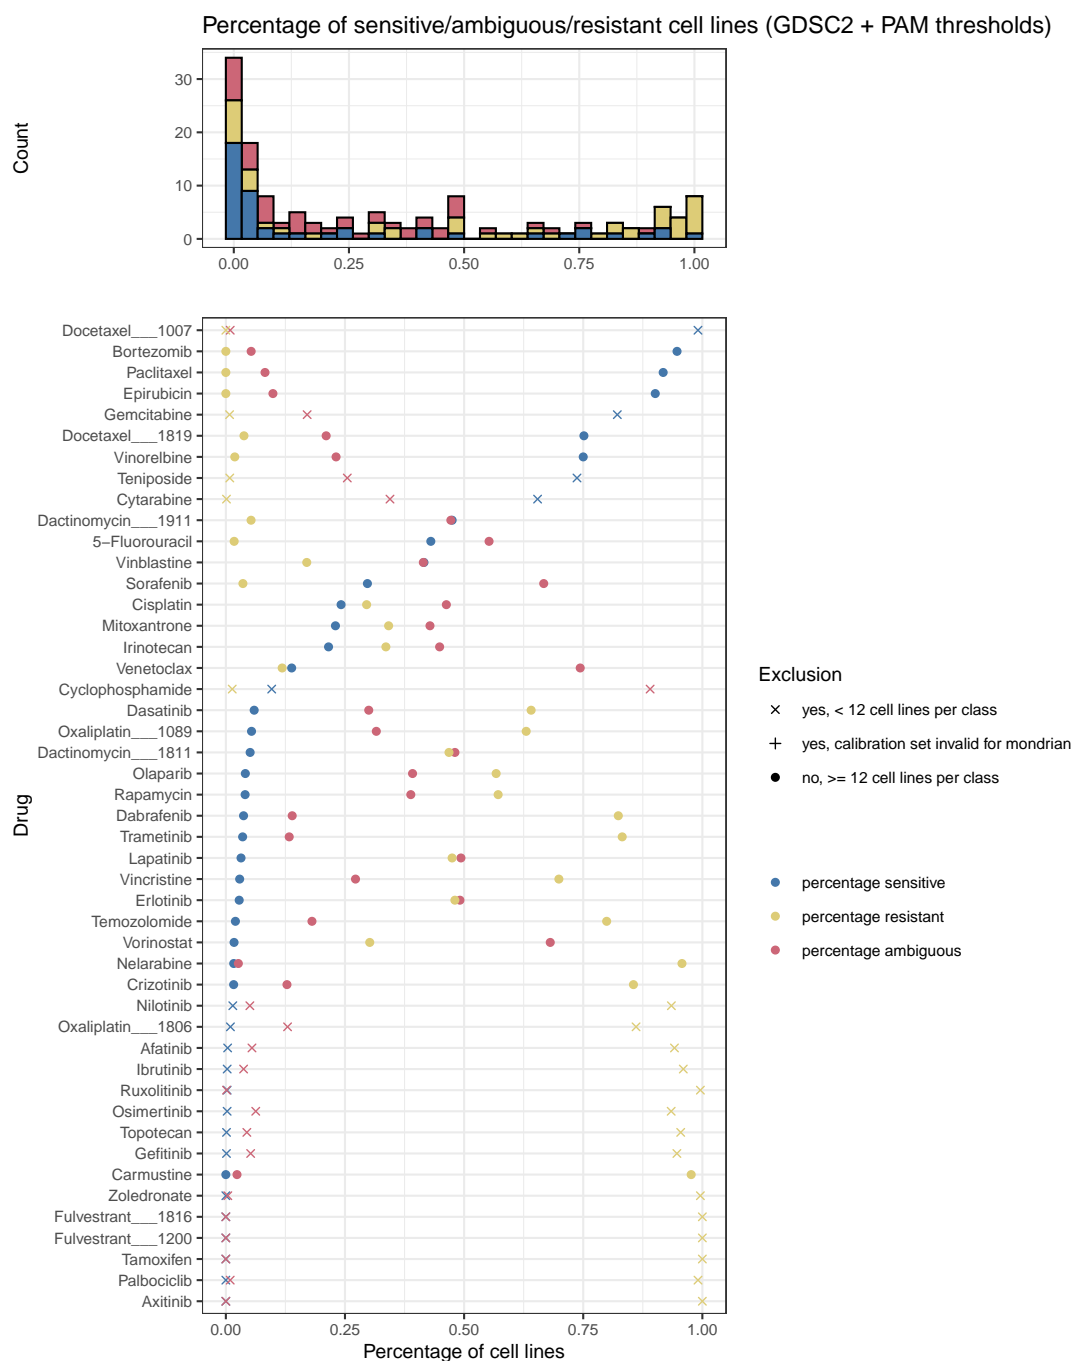 Percentage of sensitive/ambiguous/resistant cell lines (GDSC2 + PAM thresholds)
Count
30
20
10
0
0.00 0.25 0.50 0.75 1.00
Drug
Docetaxel___1007
Bortezomib
Paclitaxel
Epirubicin
Gemcitabine
Docetaxel___1819
Vinorelbine
Teniposide
Cytarabine
Dactinomycin___1911
5−Fluorouracil
Vinblastine
Sorafenib
Cisplatin
Mitoxantrone
Irinotecan
Venetoclax
Cyclophosphamide
Dasatinib
Oxaliplatin___1089
Dactinomycin___1811
Olaparib
Rapamycin
Dabrafenib
Trametinib
Lapatinib
Vincristine
Erlotinib
Temozolomide
Vorinostat
Nelarabine
Crizotinib
Nilotinib
Oxaliplatin___1806
Afatinib
Ibrutinib
Ruxolitinib
Osimertinib
Topotecan
Gefitinib
Carmustine
Zoledronate
Fulvestrant___1816
Fulvestrant___1200
Tamoxifen
Palbociclib
Axitinib
0.00 0.25 0.50 0.75 1.00
Percentage of cell lines
Exclusion
yes, < 12 cell lines per class
yes, calibration set invalid for mondrian
no, >= 12 cell lines per class
percentage sensitive
percentage resistant
percentage ambiguous